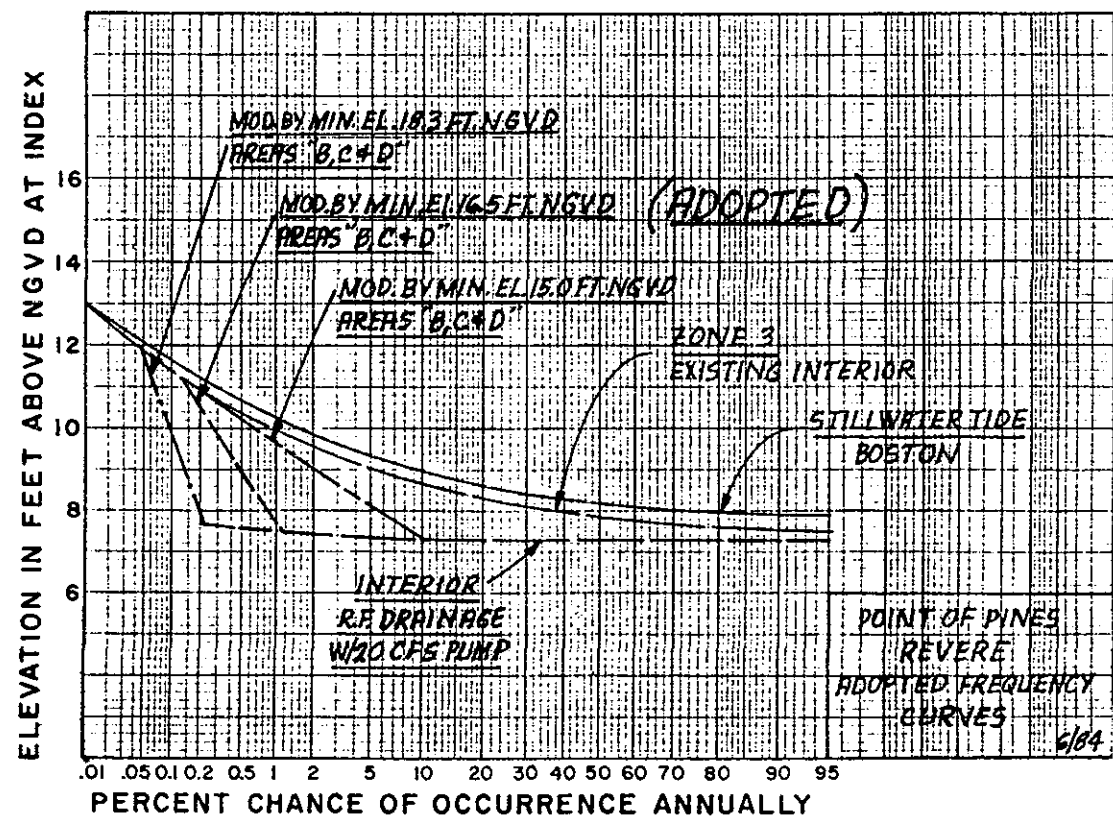 ELEVATION IN FEET ABOVE NGVD AT INDEX
16
14
12
10
8
6
MOD. BY MIN. EL. 18.3 FT. N.G.V.D
AREAS "B, C & D"
MOD. BY MIN. EL 16.5 FT. N.G.V.D (ADOPTED)
AREAS "B, C & D"
MOD. BY MIN. EL. 15.0 FT. N.G.V.D
AREAS "B, C & D"
ZONE 3
EXISTING INTERIOR
STILLWATER TIDE
BOSTON
INTERIOR
R.F. DRAINAGE
W/20 CFS PUMP
POINT OF PINES
REVERE
ADOPTED FREQUENCY
CURVES
6/84
.01 .05 0.1 0.2 0.5 1 2 5 10 20 30 40 50 60 70 80 90 95
PERCENT CHANCE OF OCCURRENCE ANNUALLY